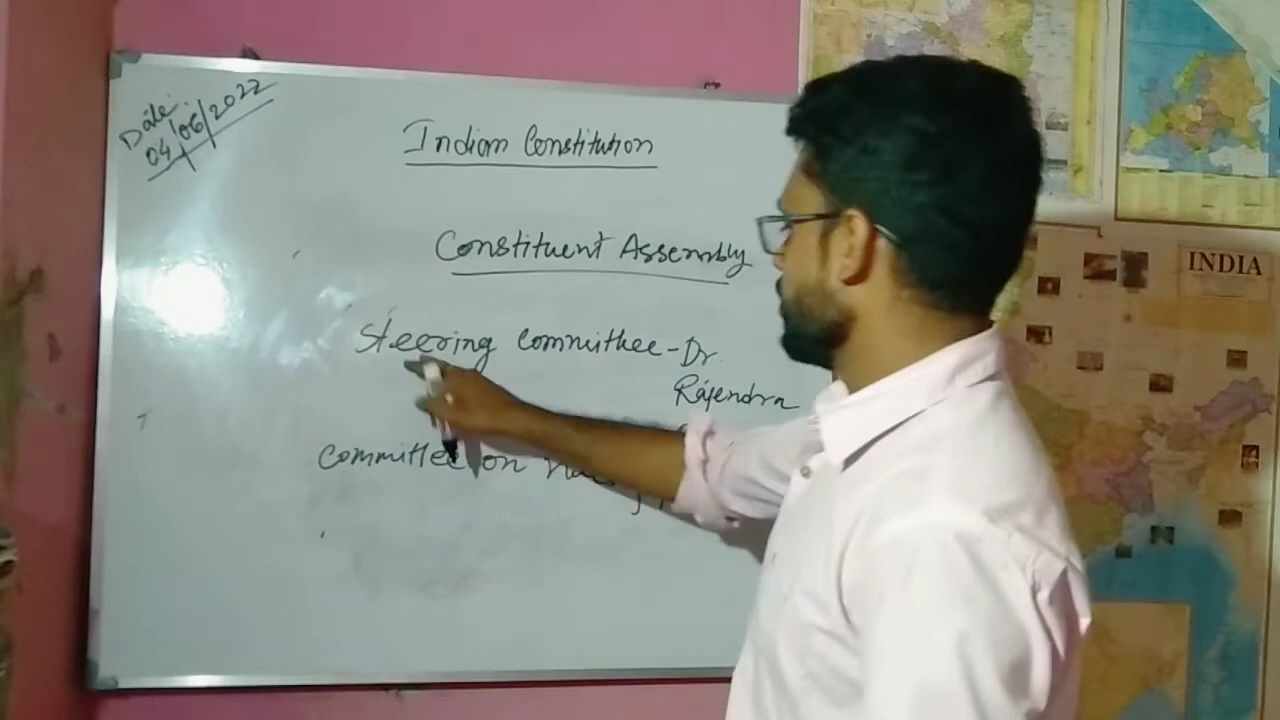 Date:
04/06/2022
Indian Constitution
Constituent Assembly
Steering Committee - Dr.
Rajendra
Committee on
INDIA